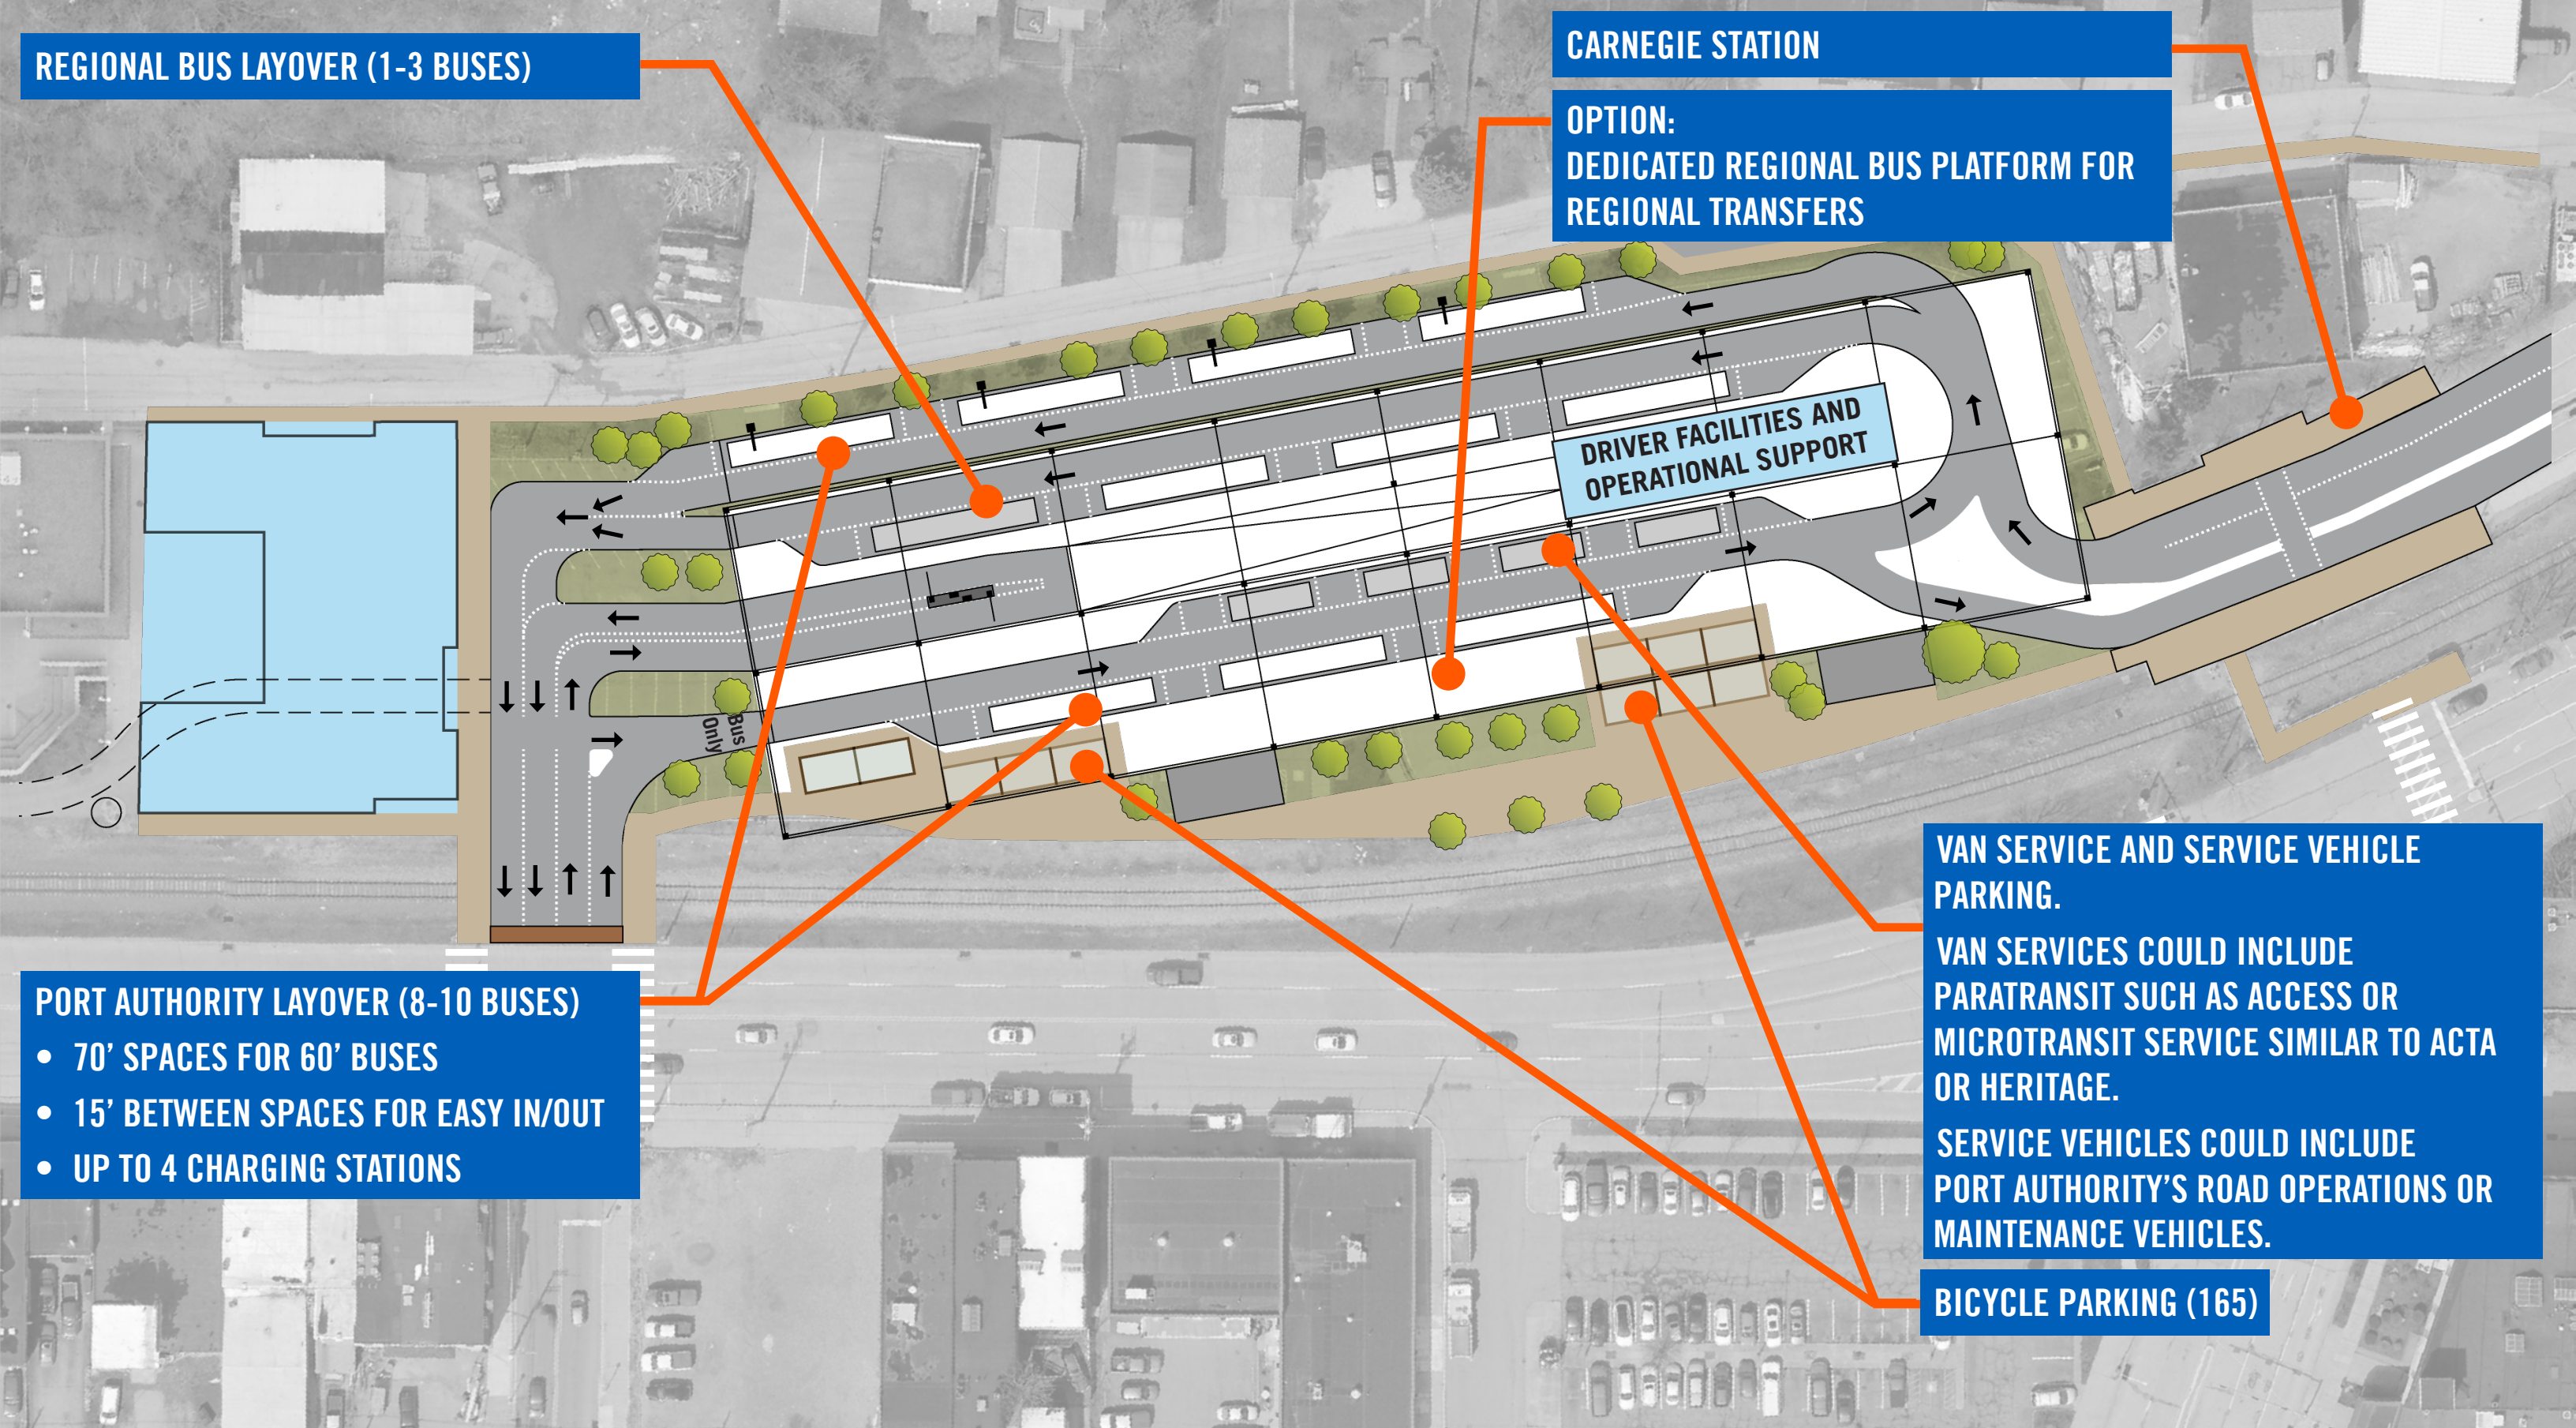 REGIONAL BUS LAYOVER (1-3 BUSES)
CARNEGIE STATION
OPTION:
DEDICATED REGIONAL BUS PLATFORM FOR
REGIONAL TRANSFERS
DRIVER FACILITIES AND
OPERATIONAL SUPPORT
Bus
Only
PORT AUTHORITY LAYOVER (8-10 BUSES)
• 70’ SPACES FOR 60’ BUSES
• 15’ BETWEEN SPACES FOR EASY IN/OUT
• UP TO 4 CHARGING STATIONS
VAN SERVICE AND SERVICE VEHICLE
PARKING.
VAN SERVICES COULD INCLUDE
PARATRANSIT SUCH AS ACCESS OR
MICROTRANSIT SERVICE SIMILAR TO ACTA
OR HERITAGE.
SERVICE VEHICLES COULD INCLUDE
PORT AUTHORITY’S ROAD OPERATIONS OR
MAINTENANCE VEHICLES.
BICYCLE PARKING (165)